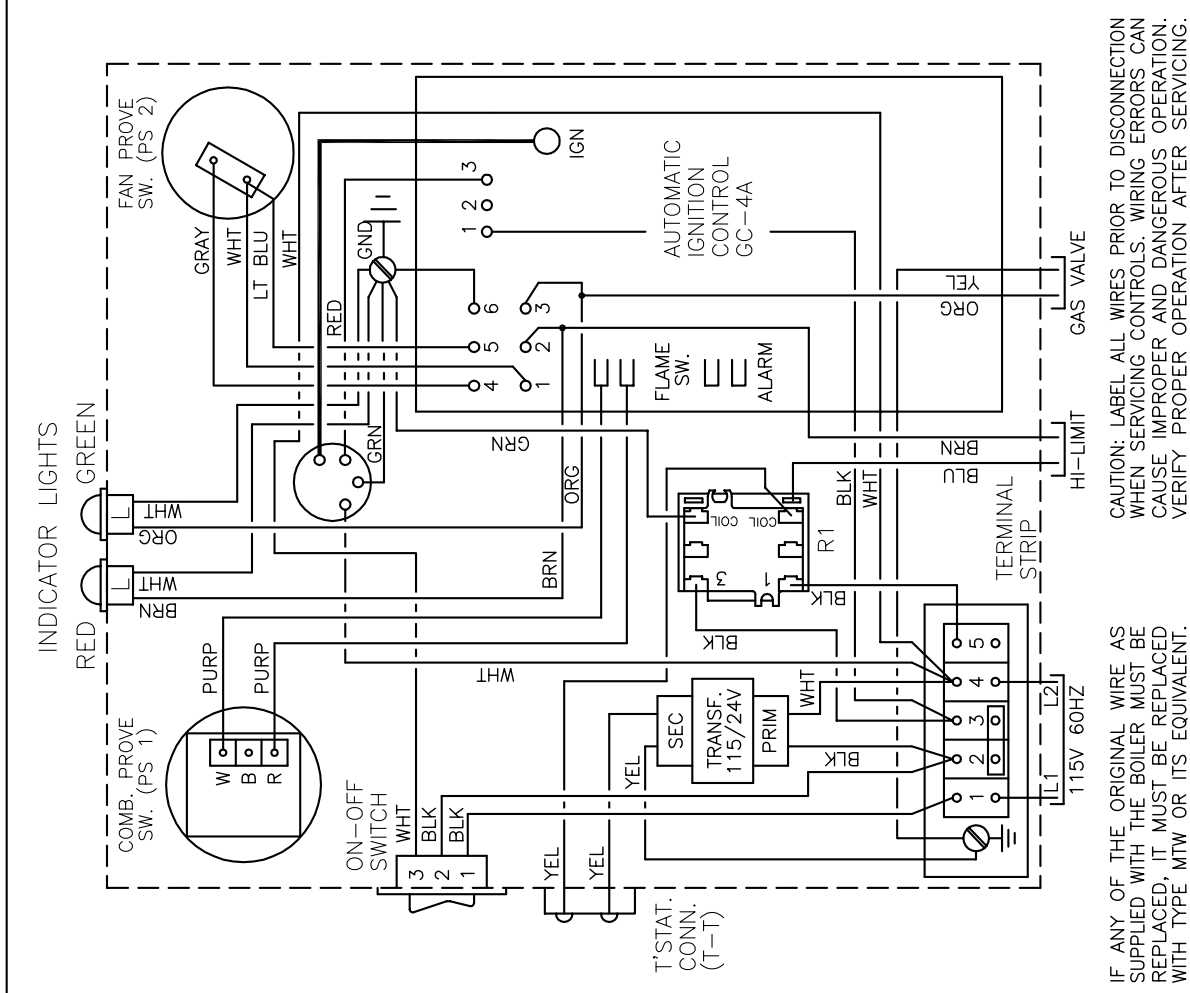 INDICATOR LIGHTS
RED
GREEN
L
L
BRN
WHT
ORG
WHT
COMB. PROVE
SW. (PS 1)
W
B
R
PURP
PURP
FAN PROVE
SW. (PS 2)
GRAY
WHT
LT BLU
WHT
GND
RED
GRN
GRN
ON-OFF
SWITCH
3
2
1
WHT
BLK
BLK
WHT
BRN
ORG
4
5
6
1
2
3
1
2
3
IGN
AUTOMATIC
IGNITION
CONTROL
GC-4A
FLAME
SW.
ALARM
YEL
YEL
T'STAT.
CONN.
(T-T)
YEL
SEC
TRANSF.
115/24V
PRIM
WHT
BLK
BLK
BLK
3
1
COIL
COIL
R1
BLK
WHT
TERMINAL
STRIP
1
2
3
4
5
L1
L2
115V 60HZ
BLU
BRN
HI-LIMIT
ORG
YEL
GAS VALVE
IF ANY OF THE ORIGINAL WIRE AS
SUPPLIED WITH THE BOILER MUST BE
REPLACED, IT MUST BE REPLACED
WITH TYPE MTW OR ITS EQUIVALENT.
CAUTION: LABEL ALL WIRES PRIOR TO DISCONNECTION
WHEN SERVICING CONTROLS. WIRING ERRORS CAN
CAUSE IMPROPER AND DANGEROUS OPERATION.
VERIFY PROPER OPERATION AFTER SERVICING.